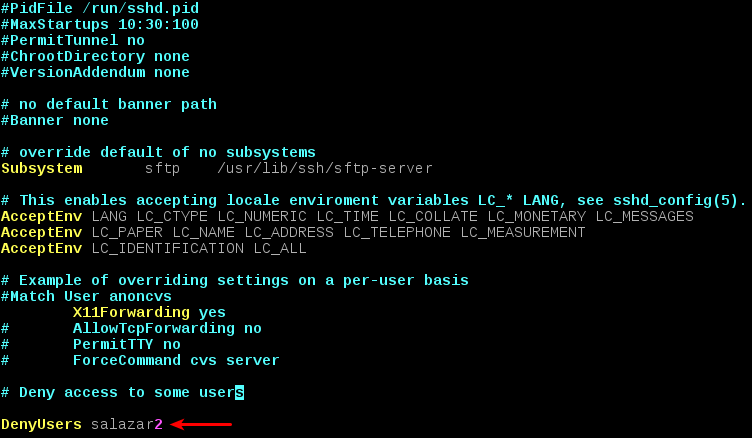 #PidFile /run/sshd.pid
#MaxStartups 10:30:100
#PermitTunnel no
#ChrootDirectory none
#VersionAddendum none
# no default banner path
#Banner none
# override default of no subsystems
Subsystem       sftp    /usr/lib/ssh/sftp-server
# This enables accepting locale enviroment variables LC_* LANG, see sshd_config(5).
AcceptEnv LANG LC_CTYPE LC_NUMERIC LC_TIME LC_COLLATE LC_MONETARY LC_MESSAGES
AcceptEnv LC_PAPER LC_NAME LC_ADDRESS LC_TELEPHONE LC_MEASUREMENT
AcceptEnv LC_IDENTIFICATION LC_ALL
# Example of overriding settings on a per-user basis
#Match User anoncvs
        X11Forwarding yes
#       AllowTcpForwarding no
#       PermitTTY no
#       ForceCommand cvs server
# Deny access to some users
DenyUsers salazar2